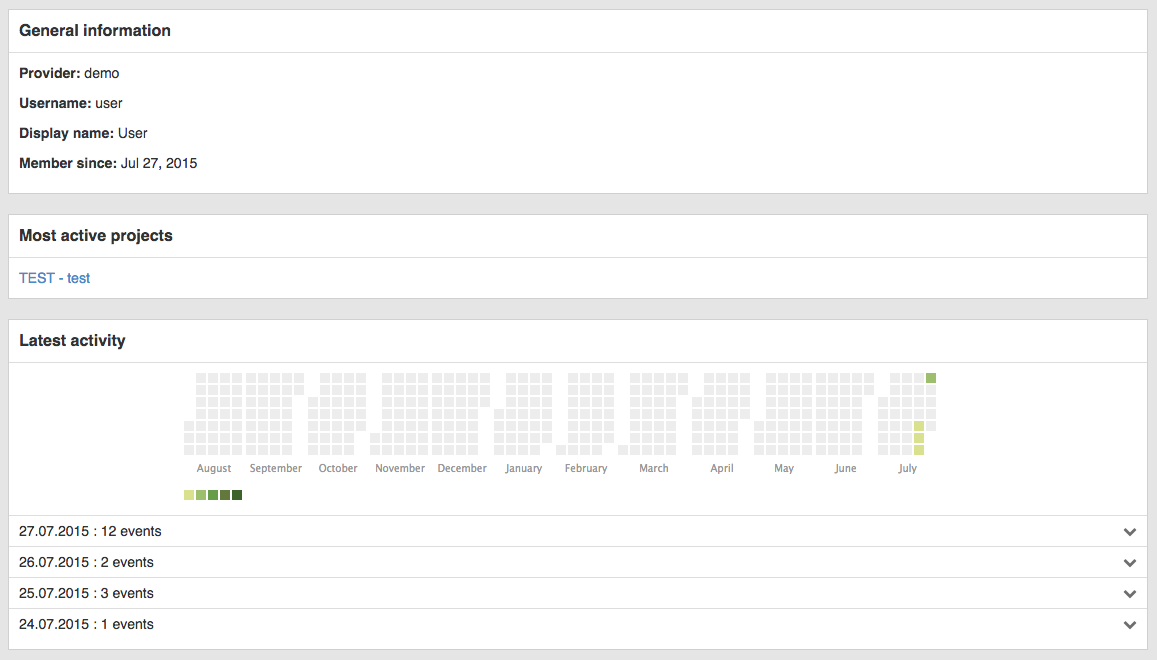 General information
Provider: demo
Username: user
Display name: User
Member since: Jul 27, 2015
Most active projects
TEST - test
Latest activity
August September October November December January February March April May June July
27.07.2015 : 12 events
26.07.2015 : 2 events
25.07.2015 : 3 events
24.07.2015 : 1 events